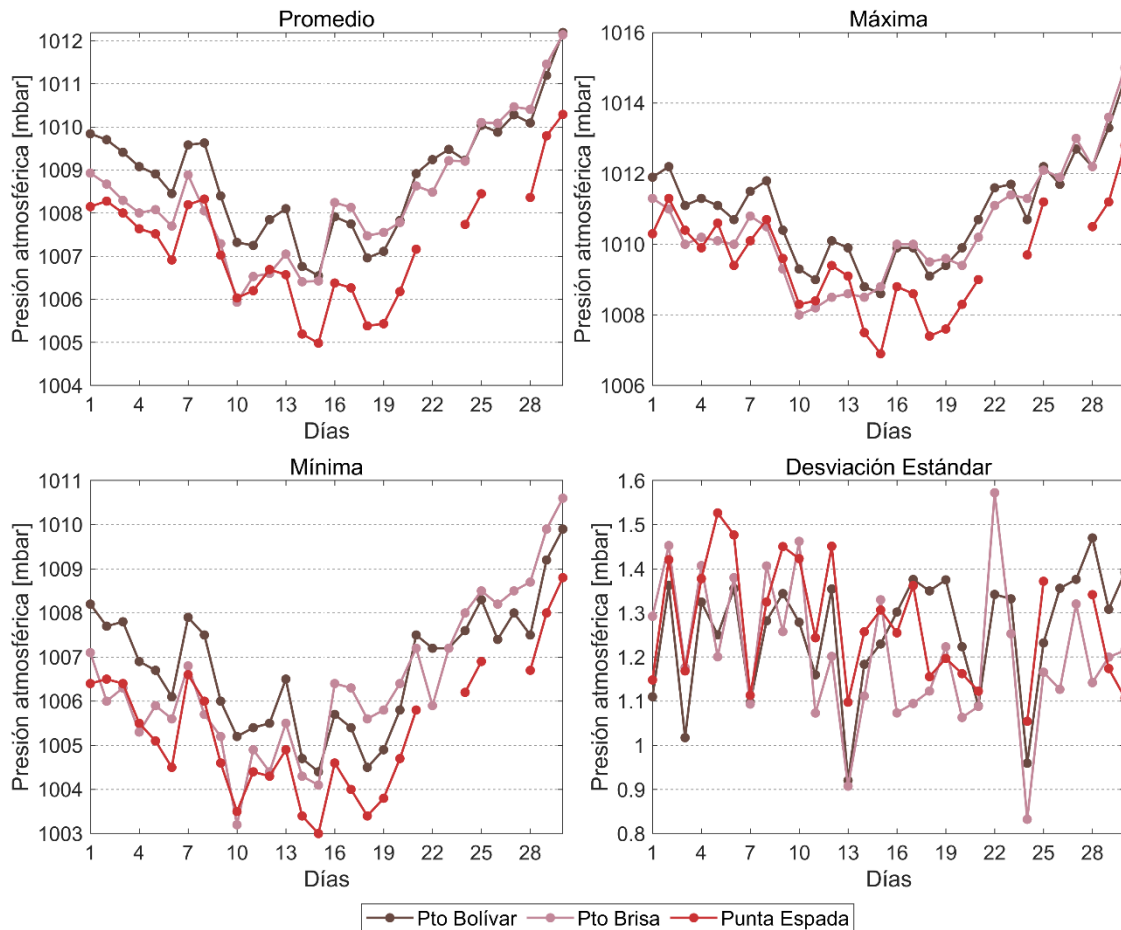 Promedio
Presión atmosférica [mbar]
1012
1011
1010
1009
1008
1007
1006
1005
1004
1 4 7 10 13 16 19 22 25 28
Días
Máxima
Presión atmosférica [mbar]
1016
1014
1012
1010
1008
1006
1 4 7 10 13 16 19 22 25 28
Días
Mínima
Presión atmosférica [mbar]
1011
1010
1009
1008
1007
1006
1005
1004
1003
1 4 7 10 13 16 19 22 25 28
Días
Desviación Estándar
Presión atmosférica [mbar]
1.6
1.5
1.4
1.3
1.2
1.1
1
0.9
0.8
1 4 7 10 13 16 19 22 25 28
Días
Pto Bolívar Pto Brisa Punta Espada